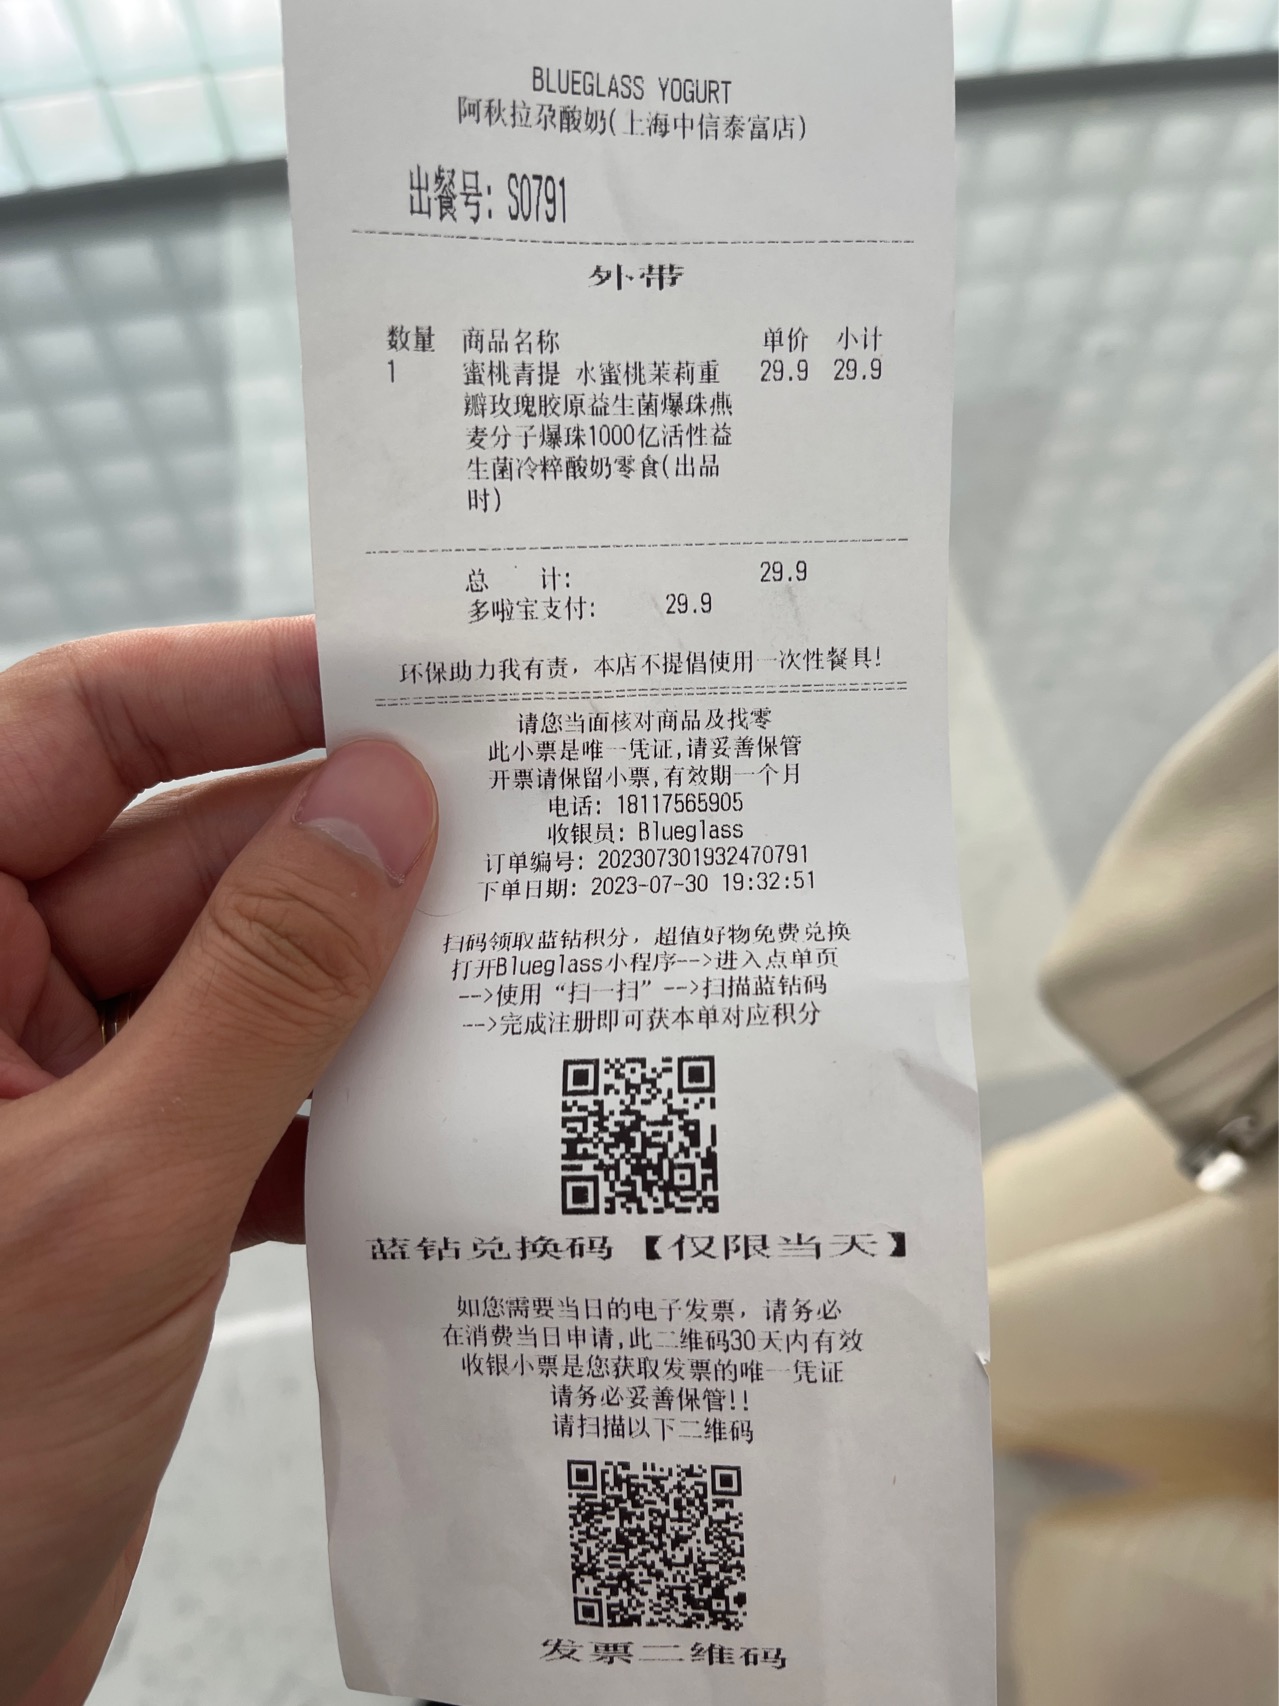 BLUEGLASS YOGURT
阿秋拉尕酸奶(上海中信泰富店)
出餐号: S0791
外带
数量 商品名称 单价 小计
1 蜜桃青提 水蜜桃茉莉重 29.9 29.9
瓣玫瑰胶原益生菌爆珠燕
麦分子爆珠1000亿活性益
生菌冷粹酸奶零食(出品
时)
总 计: 29.9
多啦宝支付: 29.9
环保助力我有责，本店不提倡使用一次性餐具!
请您当面核对商品及找零
此小票是唯一凭证,请妥善保管
开票请保留小票,有效期一个月
电话: 18117565905
收银员: Blueglass
订单编号: 202307301932470791
下单日期: 2023-07-30 19:32:51
扫码领取蓝钻积分，超值好物免费兑换
打开Blueglass小程序-->进入点单页
-->使用“扫一扫”-->扫描蓝钻码
-->完成注册即可获本单对应积分
蓝钻兑换码【仅限当天】
如您需要当日的电子发票，请务必
在消费当日申请,此二维码30天内有效
收银小票是您获取发票的唯一凭证
请务必妥善保管!!
请扫描以下二维码
发票二维码